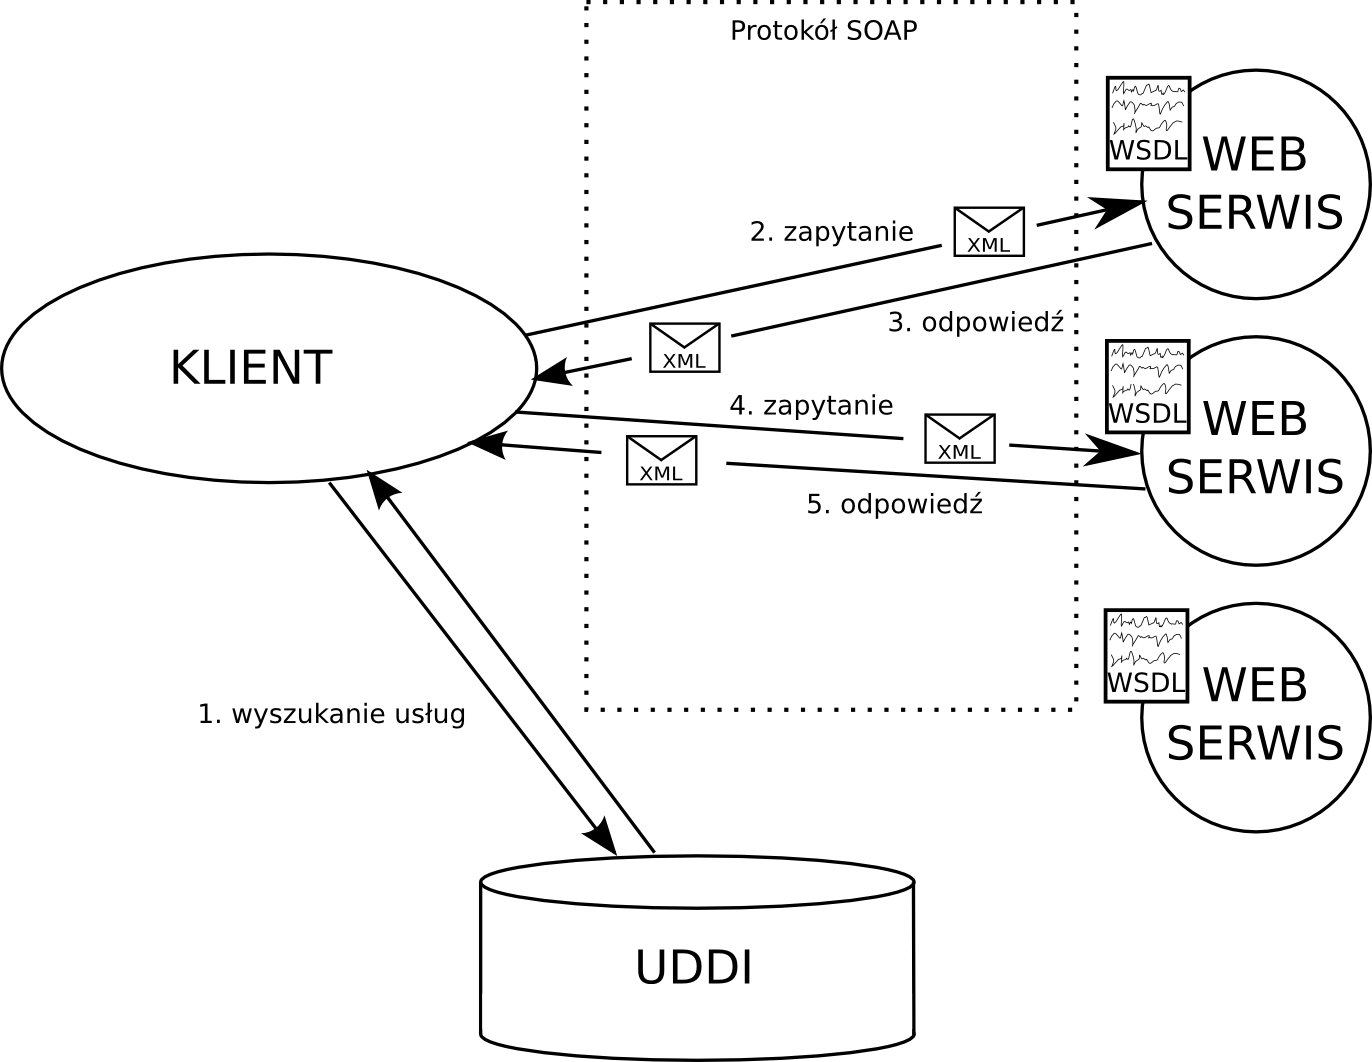 Protokół SOAP
WSDL
WEB
SERWIS
2. zapytanie
XML
3. odpowiedź
XML
KLIENT
WSDL
WEB
SERWIS
4. zapytanie
XML
XML
5. odpowiedź
WSDL
WEB
SERWIS
1. wyszukanie usług
UDDI